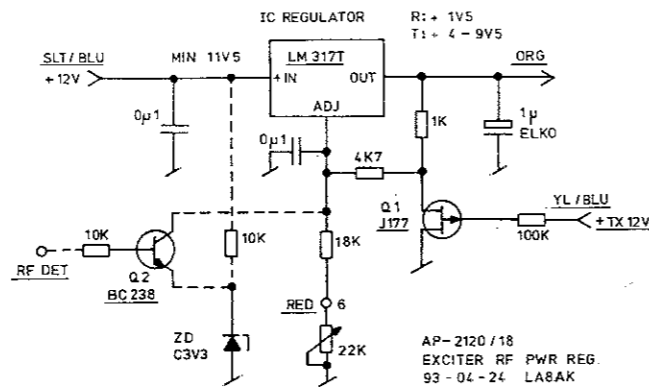 IC REGULATOR
R: + 1V5
T: + 4 - 9V5
SLT / BLU
+ 12V
MIN 11V5
LM 317T
+ IN
OUT
ADJ
ORG
0µ1
0µ1
1K
1µ
ELKO
4K7
Q1
J177
YL / BLU
+ TX 12V
100K
10K
RF DET
Q2
BC 238
10K
18K
RED
6
22K
ZD
C3V3
AP - 2120 / 18
EXCITER RF PWR REG.
93 - 04 - 24 LA8AK